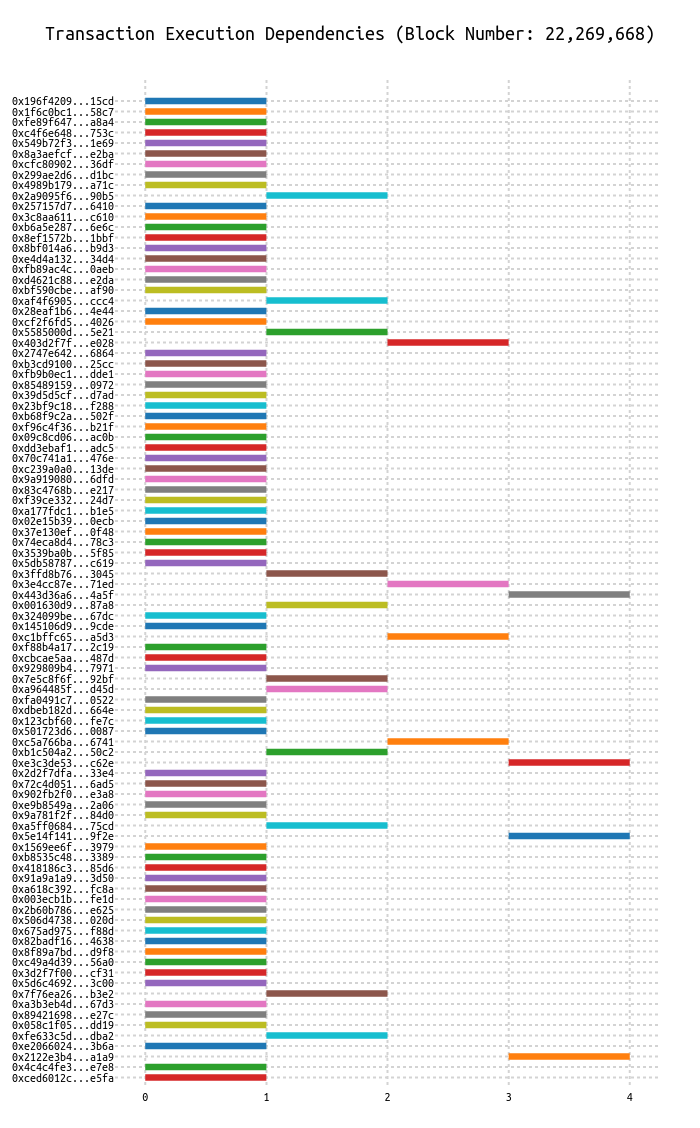 Transaction Execution Dependencies (Block Number: 22,269,668)
0x196f4209...15cd
0x1f6c0bc1...58c7
0xfe89f647...a8a4
0xc4f6e648...753c
0x549b72f3...1e69
0x8a3aefcf...e2ba
0xcfc80902...36df
0x299ae2d6...d1bc
0x4989b179...a71c
0x2a9095f6...90b5
0x257157d7...6410
0x3c8aa611...c610
0xb6a5e287...6e6c
0x8ef1572b...1bbf
0x8bf014a6...b9d3
0xe4d4a132...34d4
0xfb89ac4c...0aeb
0xd4621c88...e2da
0xbf590cbe...af90
0xaf4f6905...ccc4
0x28eaf1b6...4e44
0xcf2f6fd5...4026
0x5585000d...5e21
0x403d2f7f...e028
0x2747e642...6864
0xb3cd9100...25cc
0xfb9b0ec1...dde1
0x85489159...0972
0x39d5d5cf...d7ad
0x23bf9c18...f288
0xb68f9c2a...502f
0xf96c4f36...b21f
0x09c8cd06...ac0b
0xdd3ebaf1...adc5
0x70c741a1...476e
0xc239a0a0...13de
0x9a919080...6dfd
0x83c4768b...e217
0xf39ce332...24d7
0xa177fdc1...b1e5
0x02e15b39...0ecb
0x37e130ef...0f48
0x74eca8d4...78c3
0x3539ba0b...5f85
0x5db58787...c619
0x3ffd8b76...3045
0x3e4cc87e...71ed
0x443d36a6...4a5f
0x001630d9...87a8
0x324099be...67dc
0x145106d9...9cde
0xc1bffc65...a5d3
0xf88b4a17...2c19
0xcbcae5aa...487d
0x929809b4...7971
0x7e5c8f6f...92bf
0xa964485f...d45d
0xfa0491c7...0522
0xdbeb182d...664e
0x123cbf60...fe7c
0x501723d6...0087
0xc5a766ba...6741
0xb1c504a2...50c2
0xe3c3de53...c62e
0x2d2f7dfa...33e4
0x72c4d051...6ad5
0x902fb2f0...e3a8
0xe9b8549a...2a06
0x9a781f2f...84d0
0xa5ff0684...75cd
0x5e14f141...9f2e
0x1569ee6f...3979
0xb8535c48...3389
0x418186c3...85d6
0x91a9a1a9...3d50
0xa618c392...fc8a
0x003ecb1b...fe1d
0x2b60b786...e625
0x506d4738...020d
0x675ad975...f88d
0x82badf16...4638
0x8f89a7bd...d9f8
0xc49a4d39...56a0
0x3d2f7f00...cf31
0x5d6c4692...3c00
0x7f76ea26...b3e2
0xa3b3eb4d...67d3
0x89421698...e27c
0x058c1f05...dd19
0xfe633c5d...dba2
0xe2066024...3b6a
0x2122e3b4...a1a9
0x4c4c4fe3...e7e8
0xced6012c...e5fa
0 1 2 3 4